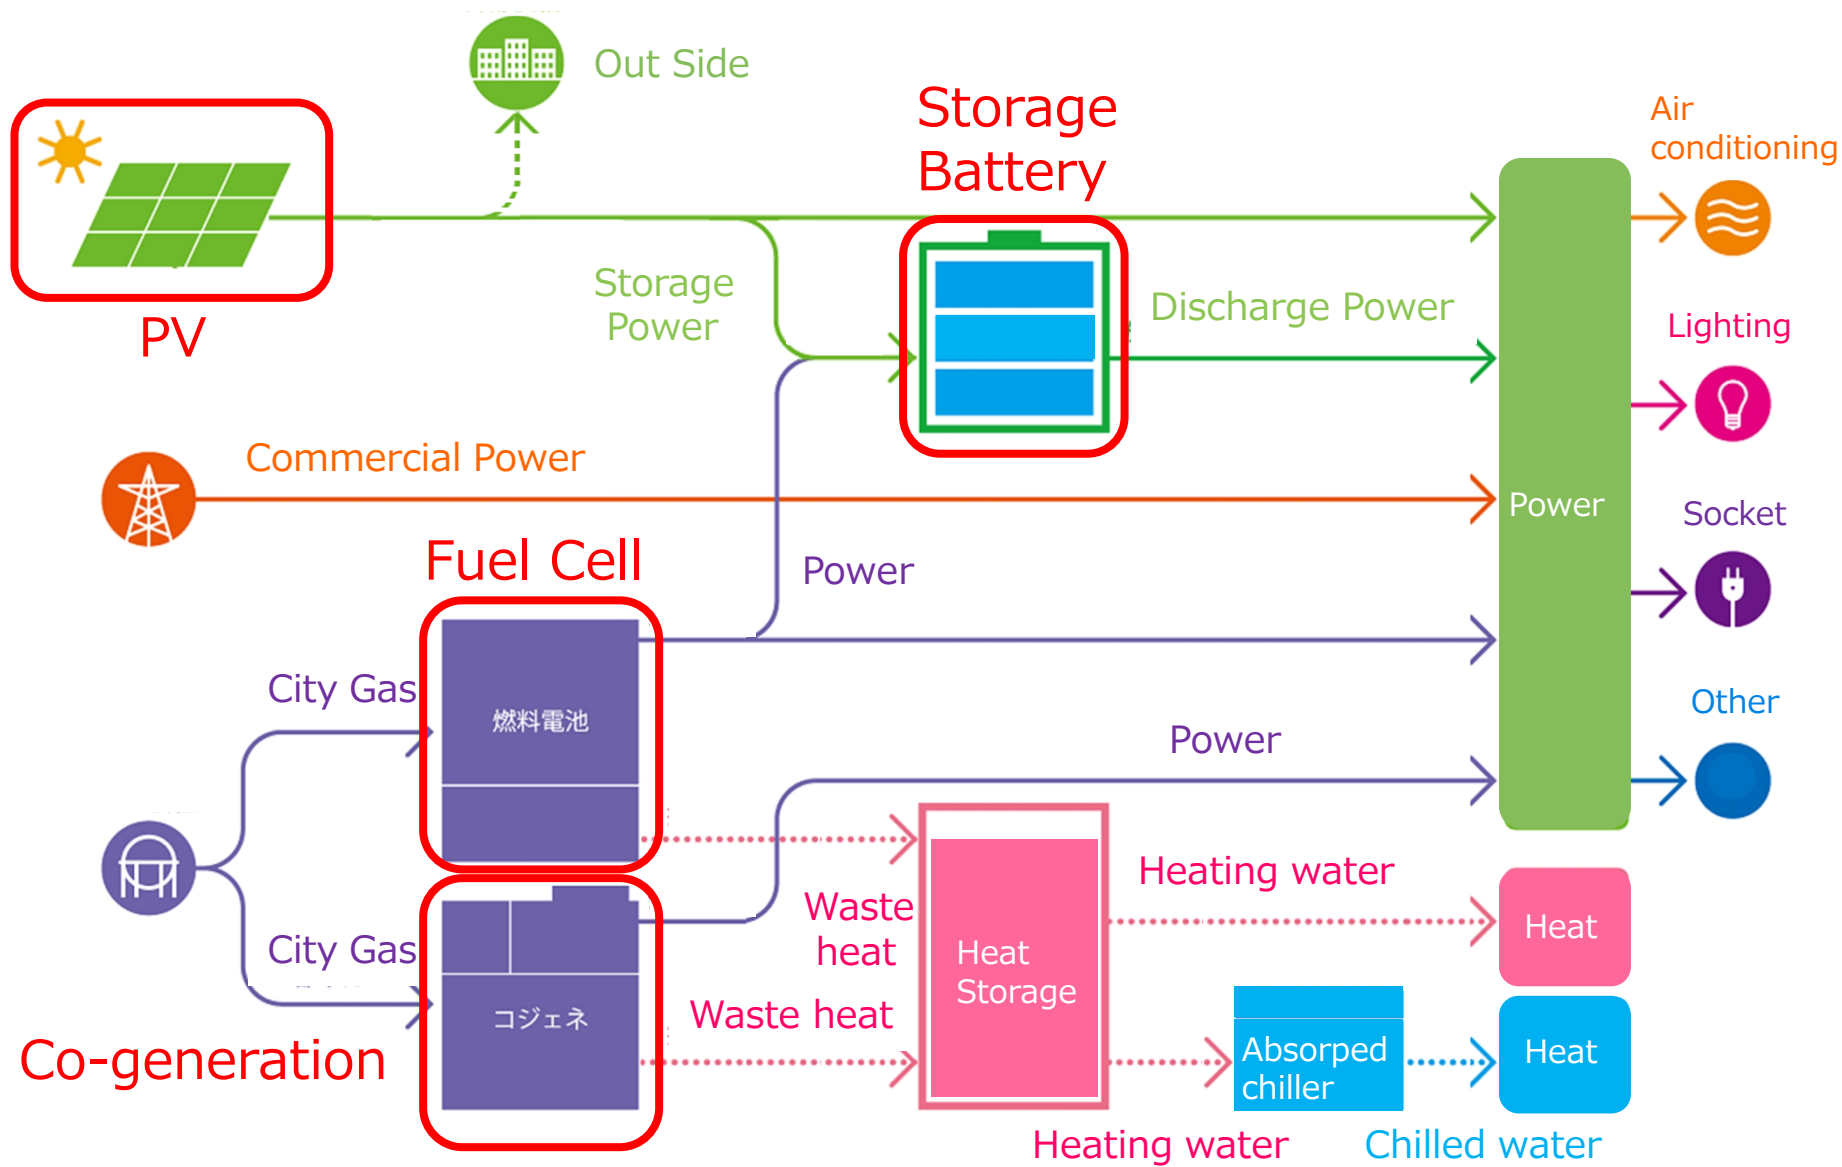 Out Side
Storage
Battery
Air
conditioning
PV
Storage
Power
Discharge Power
Lighting
Commercial Power
Power
Socket
Fuel Cell
Power
City Gas
燃料電池
Other
Power
Heating water
Waste
heat
Heat
City Gas
Heat
Storage
コジェネ
Waste heat
Co-generation
Absorped
chiller
Heat
Heating water
Chilled water